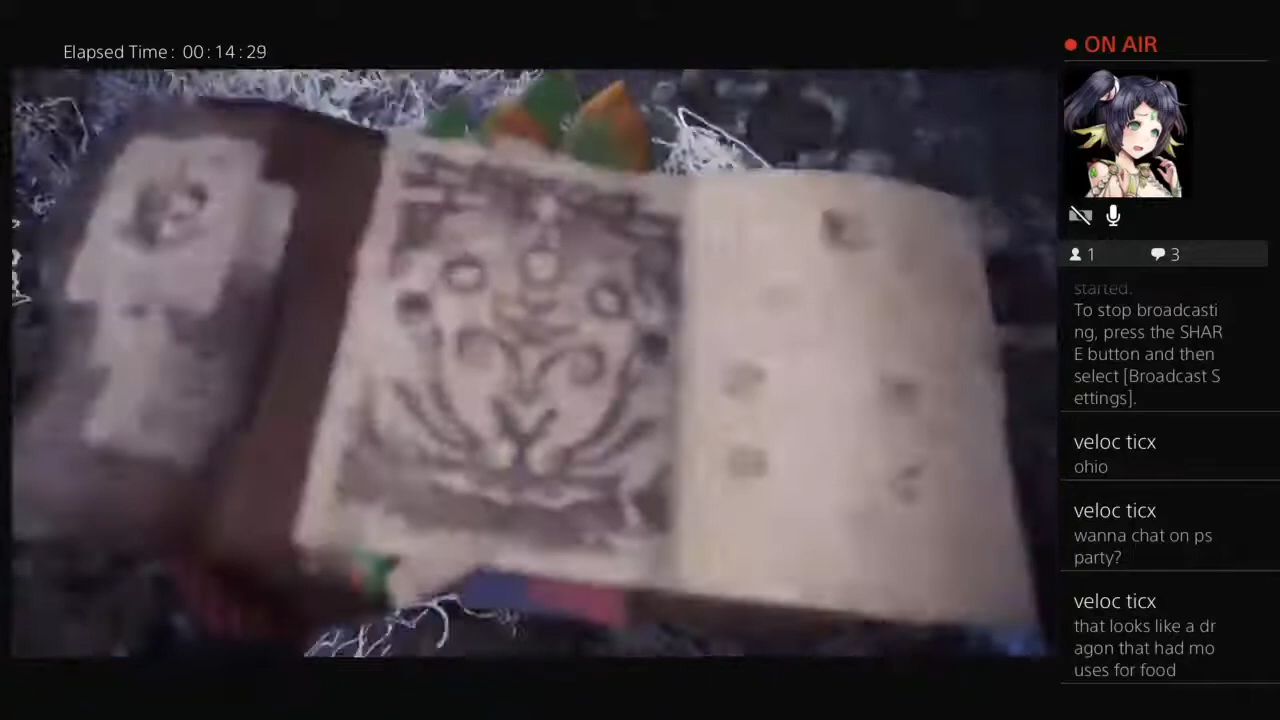 Elapsed Time: 00:14:29
ON AIR
1 3
started.
To stop broadcasti
ng, press the SHAR
E button and then
select [Broadcast S
ettings].
veloc ticx
ohio
veloc ticx
wanna chat on ps
party?
veloc ticx
that looks like a dr
agon that had mo
uses for food